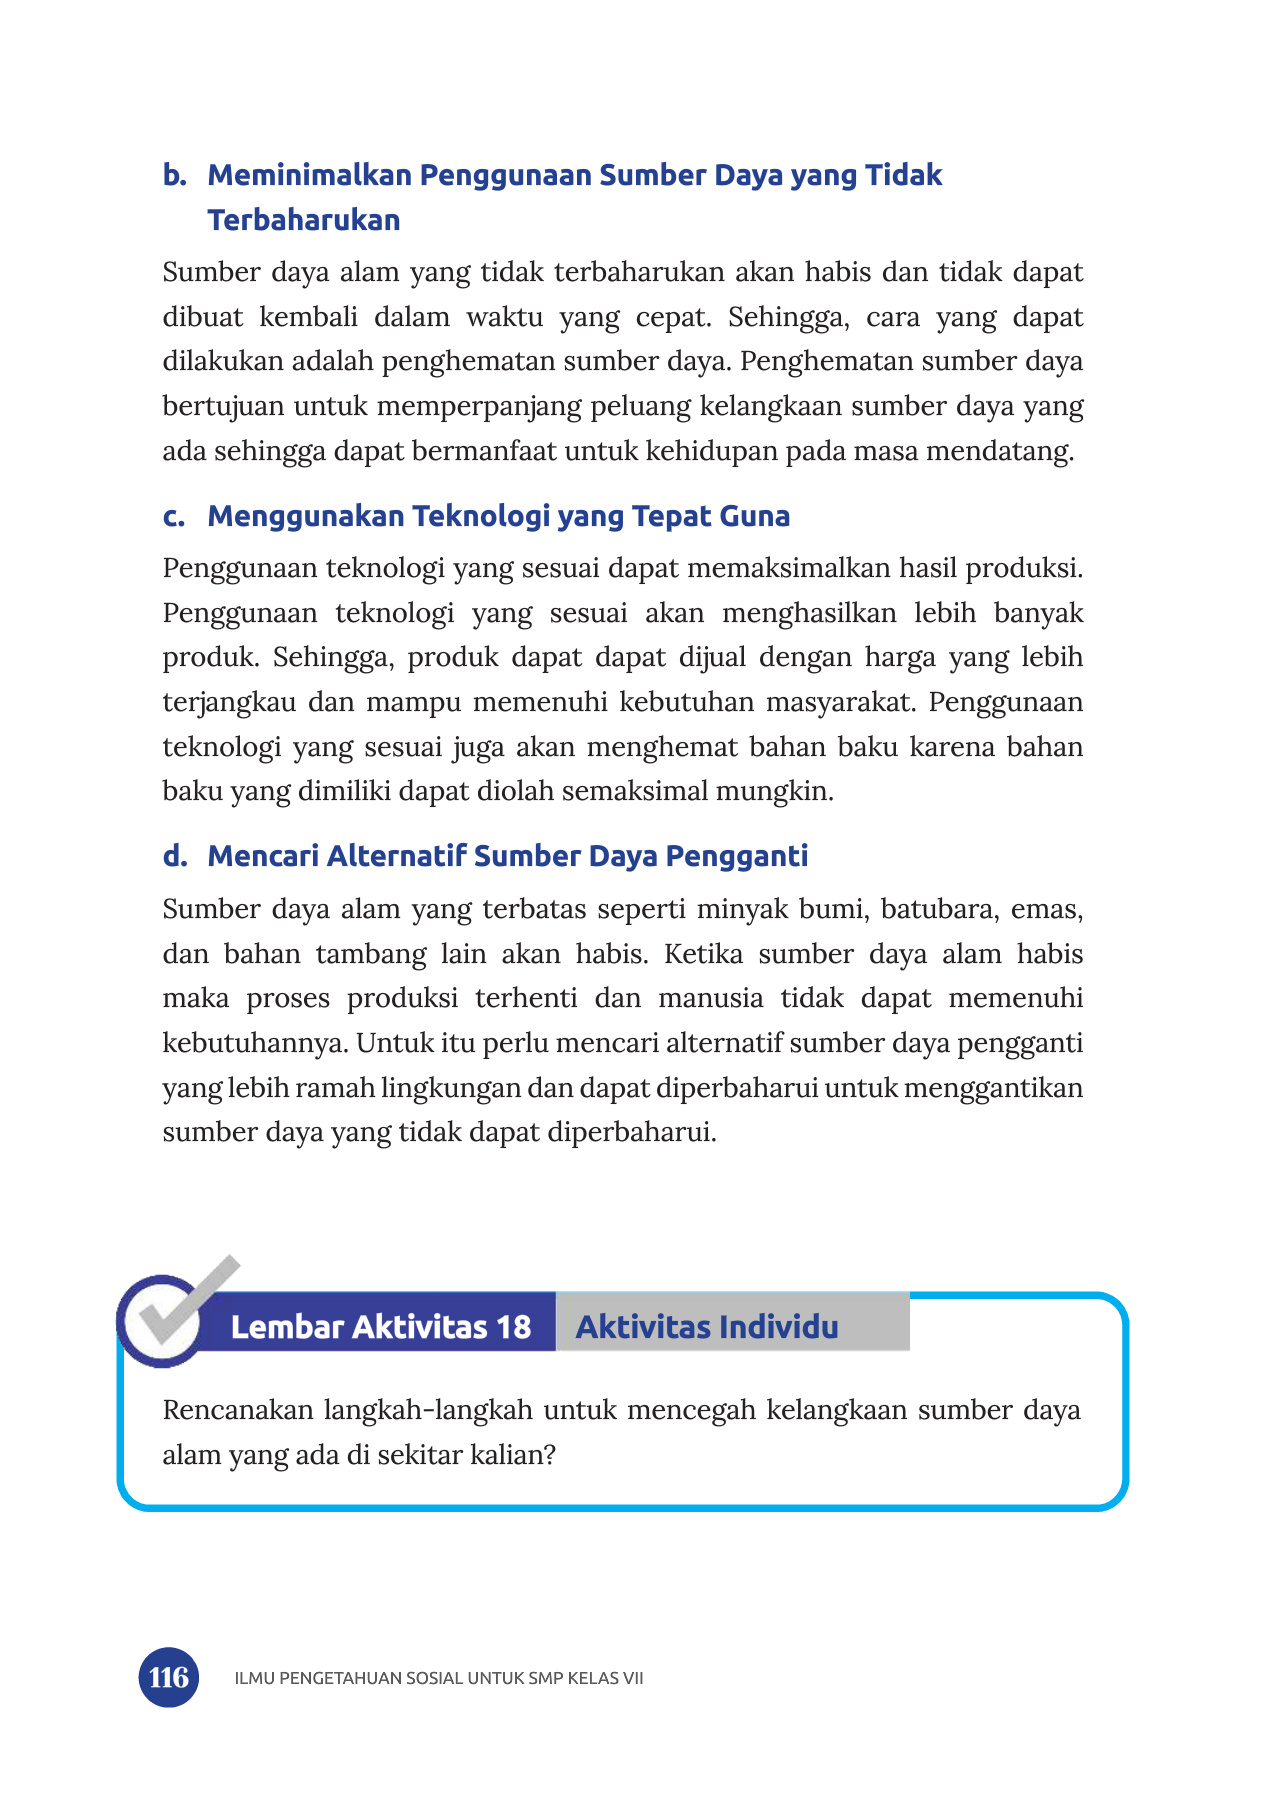 b. Meminimalkan Penggunaan Sumber Daya yang Tidak
Terbaharukan
Sumber daya alam yang tidak terbaharukan akan habis dan tidak dapat
dibuat kembali dalam waktu yang cepat. Sehingga, cara yang dapat
dilakukan adalah penghematan sumber daya. Penghematan sumber daya
bertujuan untuk memperpanjang peluang kelangkaan sumber daya yang
ada sehingga dapat bermanfaat untuk kehidupan pada masa mendatang.
c. Menggunakan Teknologi yang Tepat Guna
Penggunaan teknologi yang sesuai dapat memaksimalkan hasil produksi.
Penggunaan teknologi yang sesuai akan menghasilkan lebih banyak
produk. Sehingga, produk dapat dapat dijual dengan harga yang lebih
terjangkau dan mampu memenuhi kebutuhan masyarakat. Penggunaan
teknologi yang sesuai juga akan menghemat bahan baku karena bahan
baku yang dimiliki dapat diolah semaksimal mungkin.
d. Mencari Alternatif Sumber Daya Pengganti
Sumber daya alam yang terbatas seperti minyak bumi, batubara, emas,
dan bahan tambang lain akan habis. Ketika sumber daya alam habis
maka proses produksi terhenti dan manusia tidak dapat memenuhi
kebutuhannya. Untuk itu perlu mencari alternatif sumber daya pengganti
yang lebih ramah lingkungan dan dapat diperbaharui untuk menggantikan
sumber daya yang tidak dapat diperbaharui.
Lembar Aktivitas 18 Aktivitas Individu
Rencanakan langkah-langkah untuk mencegah kelangkaan sumber daya
alam yang ada di sekitar kalian?
116 ILMU PENGETAHUAN SOSIAL UNTUK SMP KELAS VII